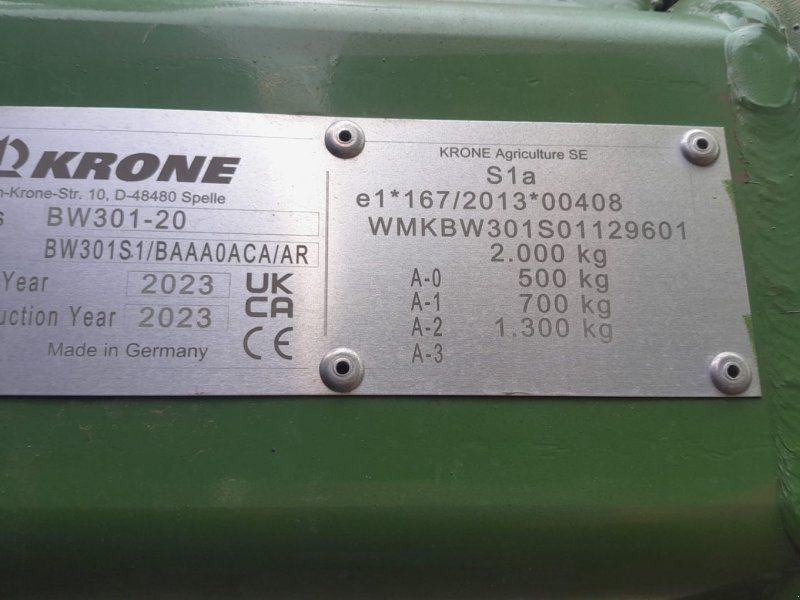 KRONE
-Krone-Str. 10, D-48480 Spelle
BW301-20
BW301S1/BAAA0ACA/AR
Year 2023
uction Year 2023
UK
CA
Made in Germany CE
KRONE Agriculture SE
S1a
e1*167/2013*00408
WMKBW301S01129601
2.000 kg
A-0 500 kg
A-1 700 kg
A-2 1.300 kg
A-3